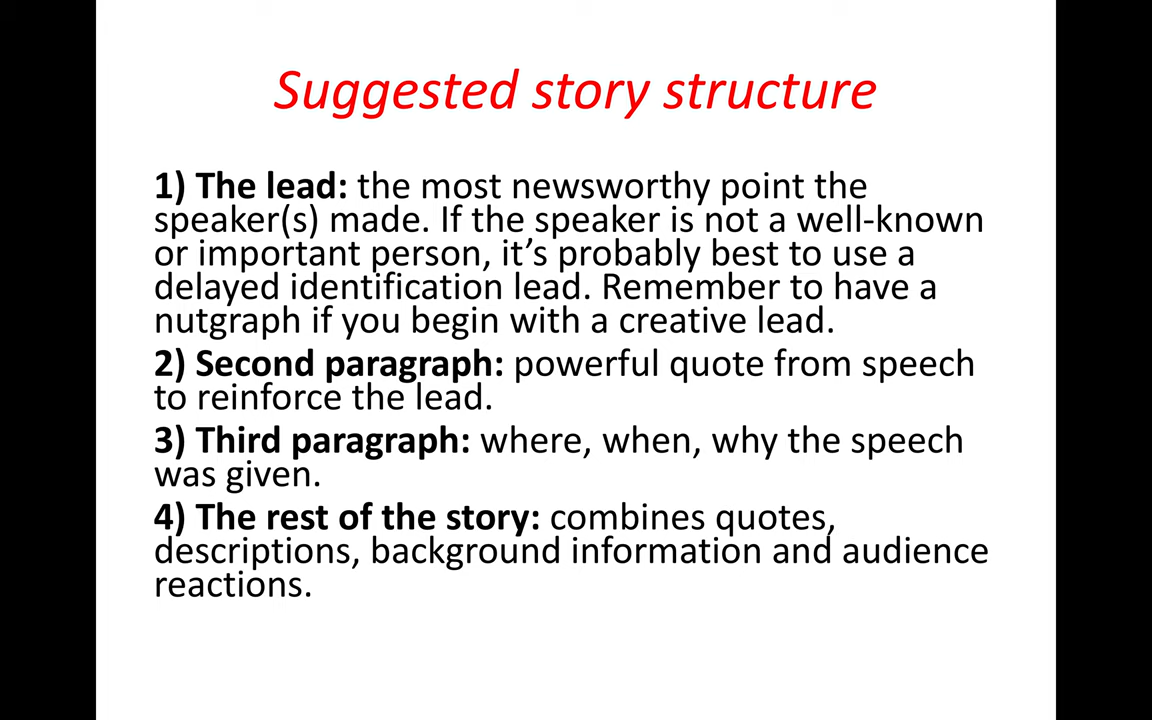 Suggested story structure
1) The lead: the most newsworthy point the
speaker(s) made. If the speaker is not a well-known
or important person, it’s probably best to use a
delayed identification lead. Remember to have a
nutgraph if you begin with a creative lead.
2) Second paragraph: powerful quote from speech
to reinforce the lead.
3) Third paragraph: where, when, why the speech
was given.
4) The rest of the story: combines quotes,
descriptions, background information and audience
reactions.